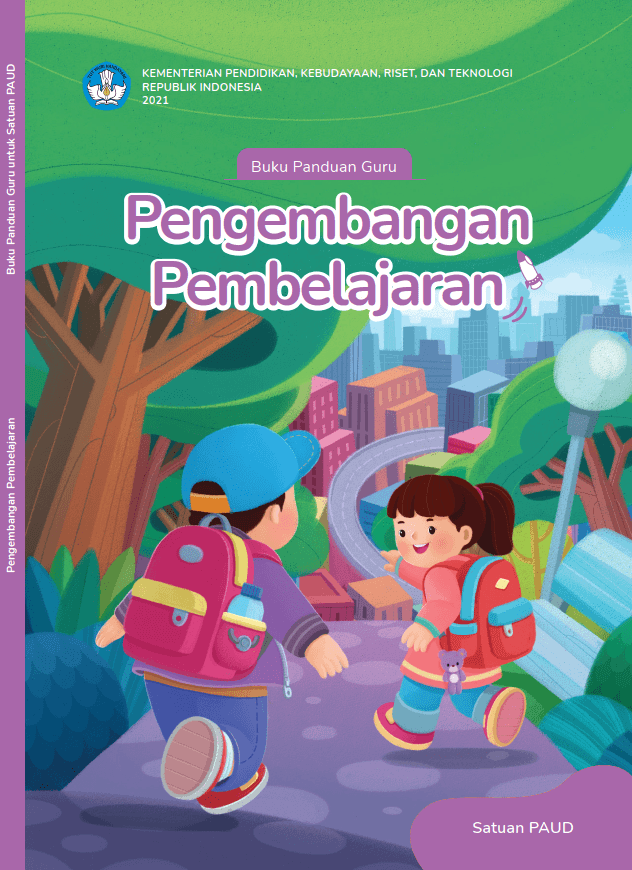 KEMENTERIAN PENDIDIKAN, KEBUDAYAAN, RISET, DAN TEKNOLOGI
REPUBLIK INDONESIA
2021
Buku Panduan Guru
Pengembangan
Pembelajaran
Satuan PAUD
Buku Panduan Guru untuk Satuan PAUD
Pengembangan Pembelajaran